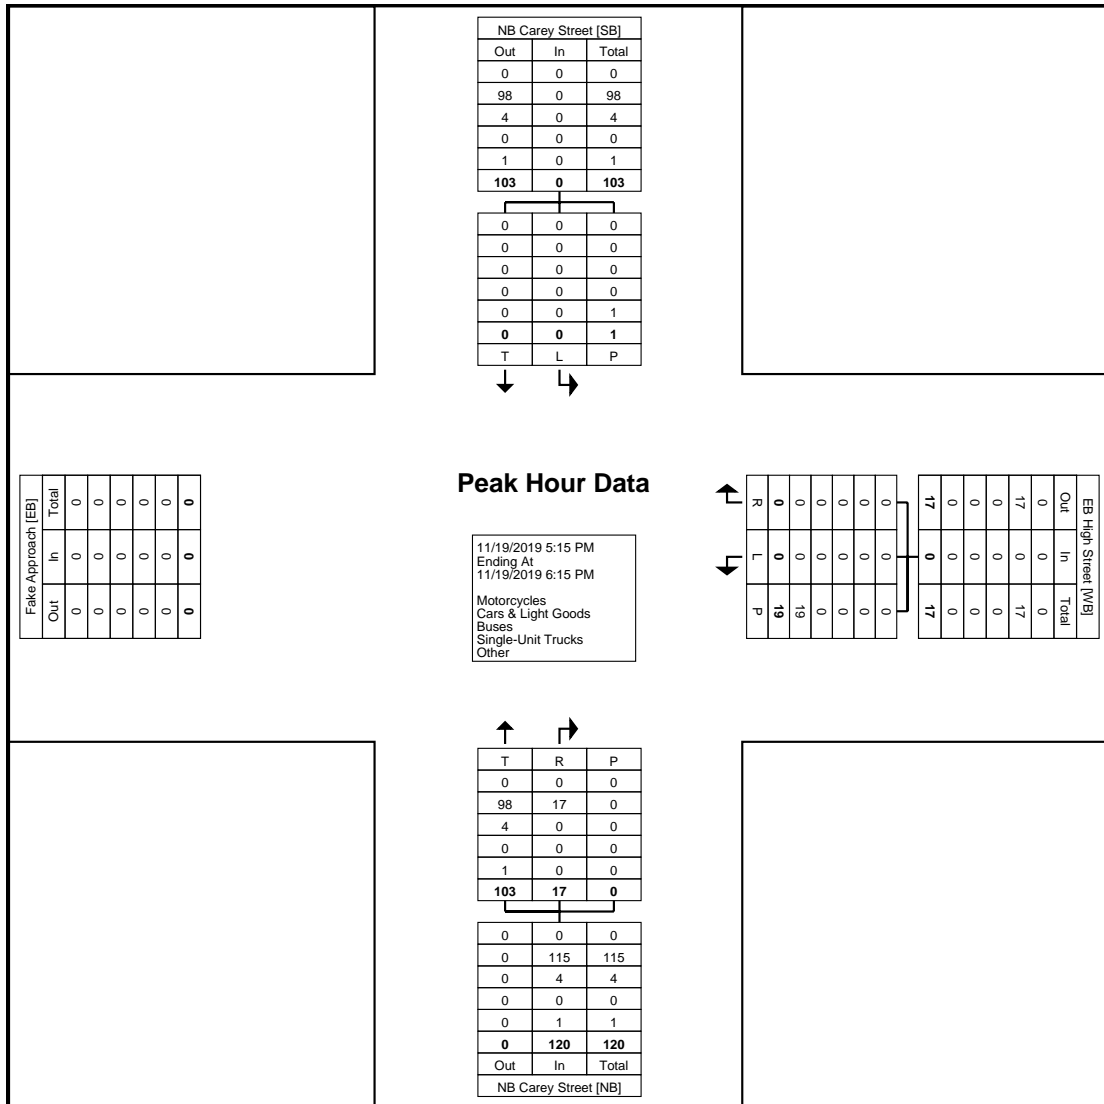 NB Carey Street [SB]
Out In Total
0 0 0
98 0 98
4 0 4
0 0 0
1 0 1
103 0 103
0 0 0
0 0 0
0 0 0
0 0 0
0 0 1
0 0 1
T L P
Fake Approach [EB]
Total 0 0 0 0 0 0
In 0 0 0 0 0 0
Out 0 0 0 0 0 0
Peak Hour Data
11/19/2019 5:15 PM
Ending At
11/19/2019 6:15 PM
Motorcycles
Cars & Light Goods
Buses
Single-Unit Trucks
Other
EB High Street [WB]
Out In Total
0 0 0
17 0 17
0 0 0
0 0 0
0 0 0
17 0 17
0 0 0
0 0 0
0 0 0
0 0 0
0 0 19
0 0 19
R L P
T R P
0 0 0
98 17 0
4 0 0
0 0 0
1 0 0
103 17 0
0 0 0
0 115 115
0 4 4
0 0 0
0 1 1
0 120 120
Out In Total
NB Carey Street [NB]